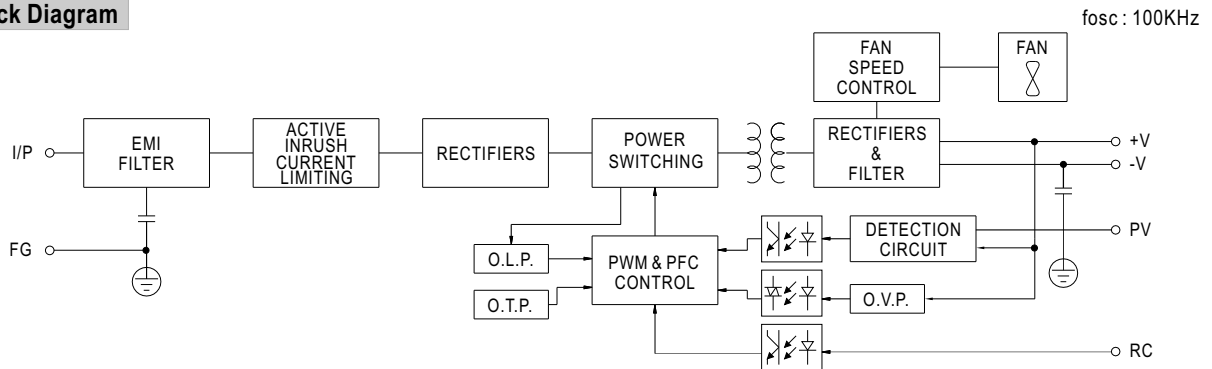 ck Diagram
fosc : 100KHz
FAN
SPEED
CONTROL
FAN
I/P
EMI
FILTER
ACTIVE
INRUSH
CURRENT
LIMITING
RECTIFIERS
POWER
SWITCHING
RECTIFIERS
&
FILTER
+V
-V
FG
O.L.P.
O.T.P.
PWM & PFC
CONTROL
DETECTION
CIRCUIT
PV
O.V.P.
RC